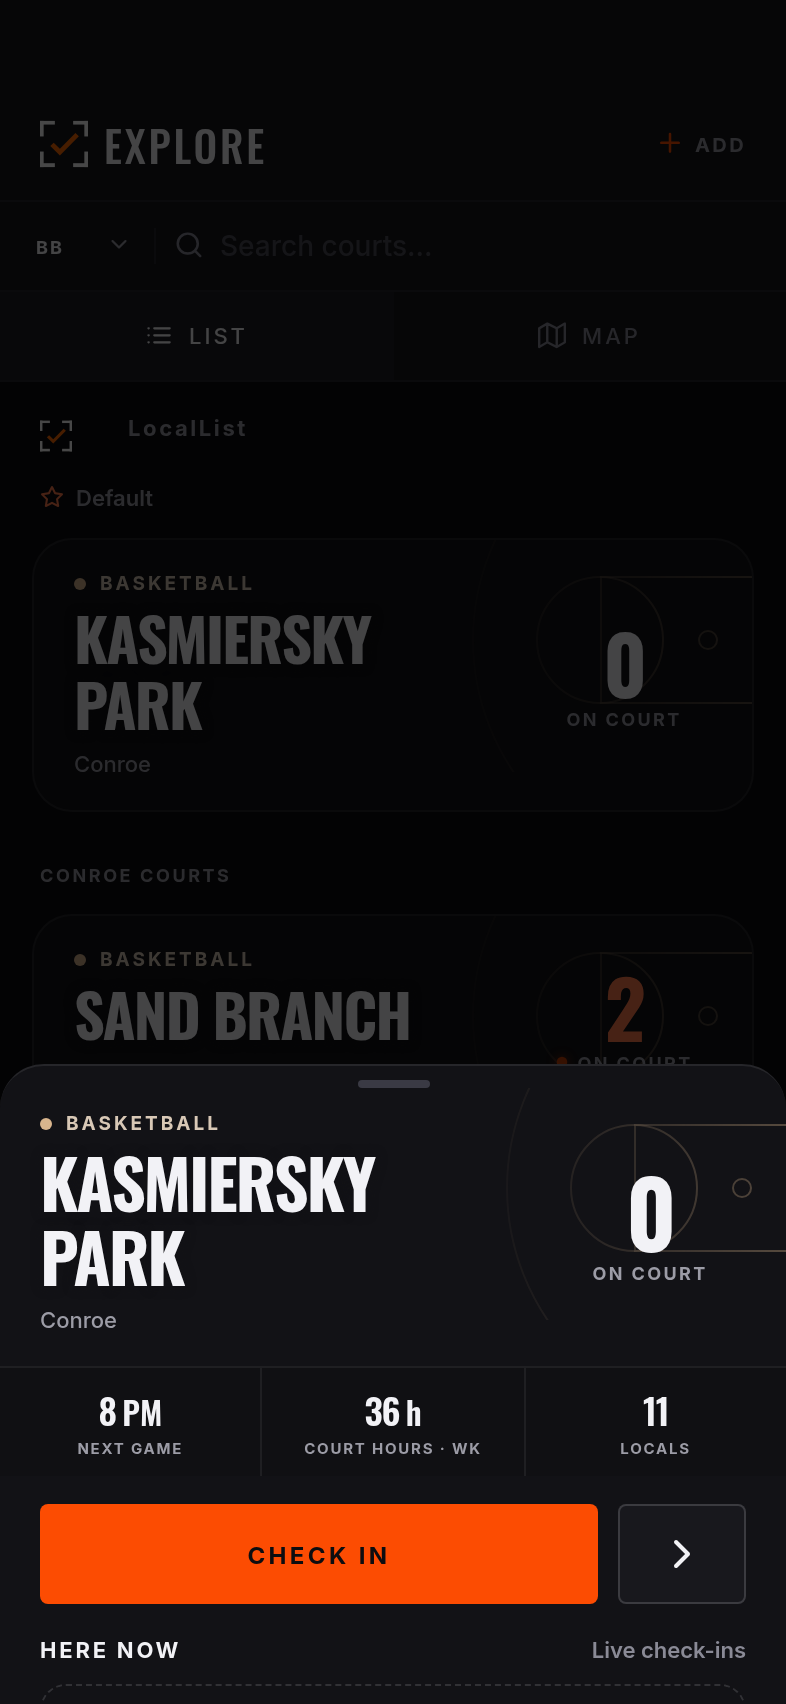 EXPLORE
ADD
BB
Search courts...
LIST
MAP
LocalList
Default
BASKETBALL
KASMIERSKY
PARK
Conroe
0
ON COURT
CONROE COURTS
BASKETBALL
SAND BRANCH
2
ON COURT
BASKETBALL
KASMIERSKY
PARK
Conroe
0
ON COURT
8 PM
NEXT GAME
36 h
COURT HOURS · WK
11
LOCALS
CHECK IN
HERE NOW
Live check-ins